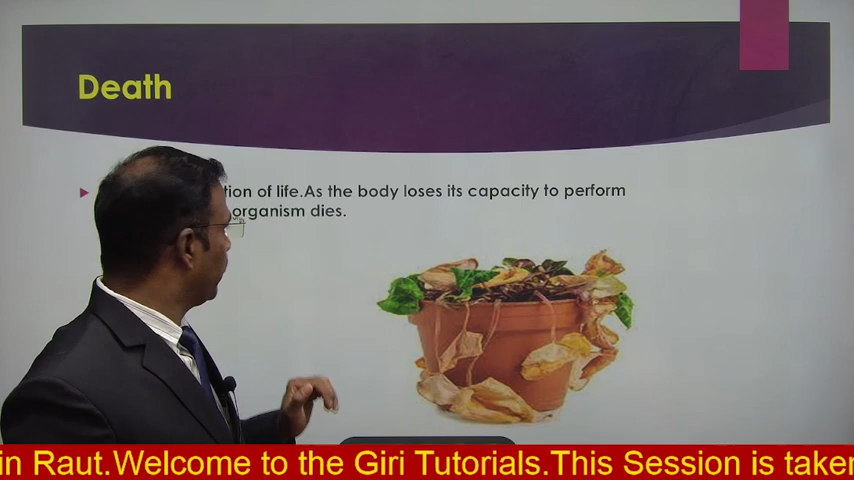 Death
tion of life.As the body loses its capacity to perform
organism dies.
in Raut.Welcome to the Giri Tutorials.This Session is taken